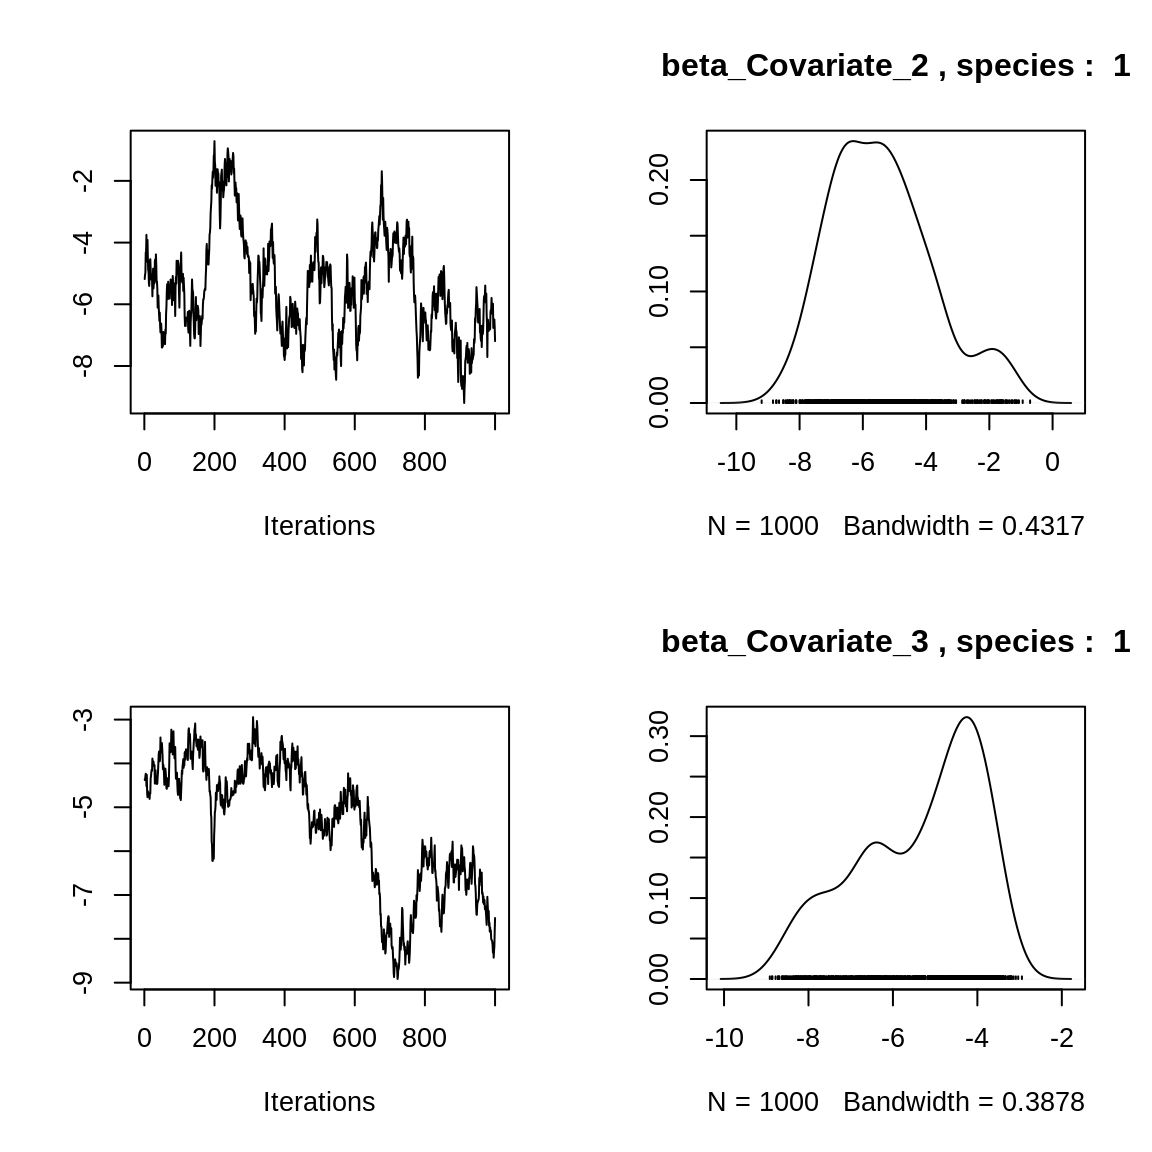 beta_Covariate_2 , species :  1
-2
-4
-6
-8
0 200 400 600 800
Iterations
0.20
0.10
0.00
-10 -8 -6 -4 -2 0
N = 1000   Bandwidth = 0.4317
beta_Covariate_3 , species :  1
-3
-5
-7
-9
0 200 400 600 800
Iterations
0.30
0.20
0.10
0.00
-10 -8 -6 -4 -2
N = 1000   Bandwidth = 0.3878